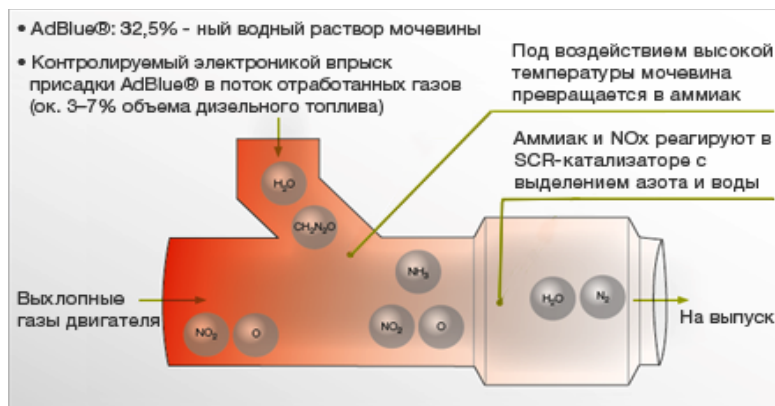 • AdBlue®: 32,5% - ный водный раствор мочевины
• Контролируемый электроникой впрыск
присадки AdBlue® в поток отработанных газов
(ок. 3–7% объема дизельного топлива)
Под воздействием высокой
температуры мочевина
превращается в аммиак
Аммиак и NOx реагируют в
SCR-катализаторе с
выделением азота и воды
H₂O
CH₂N₂O
NH₃
Выхлопные
газы двигателя
NO₂ O
NO₂ O
H₂O N₂
На выпуск